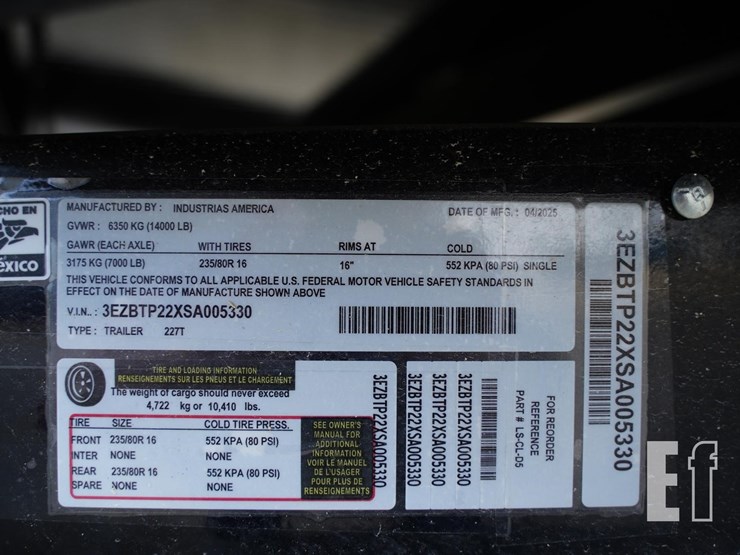 CHO EN
éxico
MANUFACTURED BY : INDUSTRIAS AMERICA
DATE OF MFG. : 04/2025
GVWR : 6350 KG (14000 LB)
GAWR (EACH AXLE) WITH TIRES RIMS AT COLD
3175 KG (7000 LB) 235/80R 16 16" 552 KPA (80 PSI) SINGLE
THIS VEHICLE CONFORMS TO ALL APPLICABLE U.S. FEDERAL MOTOR VEHICLE SAFETY STANDARDS IN
EFFECT ON THE DATE OF MANUFACTURE SHOWN ABOVE
V.I.N.. : 3EZBTP22XSA005330
TYPE : TRAILER 227T
3EZBTP22XSA005330
TIRE AND LOADING INFORMATION
RENSEIGNEMENTS SUR LES PNEUS ET LE CHARGEMENT
The weight of cargo should never exceed
4,722 kg or 10,410 lbs.
TIRE SIZE COLD TIRE PRESS.
FRONT 235/80R 16 552 KPA (80 PSI)
INTER NONE NONE
REAR 235/80R 16 552 KPA (80 PSI)
SPARE NONE NONE
SEE OWNER'S
MANUAL FOR
ADDITIONAL
INFORMATION
VOIR LE MANUEL
DE L'USAGER
POUR PLUS DE
RENSEIGNEMENTS
3EZBTP22XSA005330
3EZBTP22XSA005330
3EZBTP22XSA005330
3EZBTP22XSA005330
FOR REORDER
REFERENCE
PART # LS-CL-D5
Ef